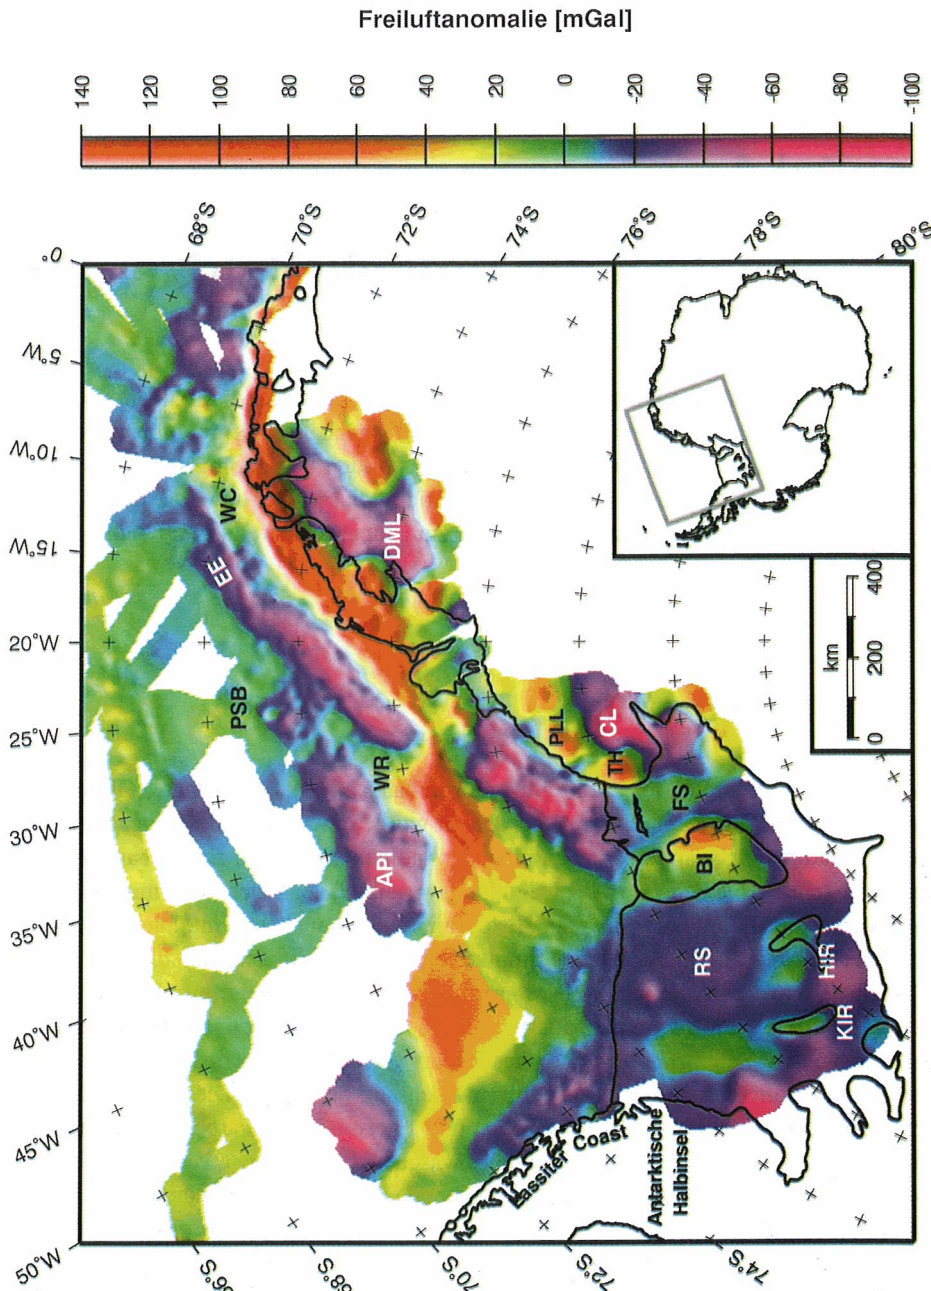 Freiluftanomalie [mGal]
140
120
100
80
60
40
20
0
-20
-40
-60
-80
-100
68°S
70°S
72°S
74°S
76°S
78°S
80°S
0°
5°W
10°W
15°W
20°W
25°W
30°W
35°W
40°W
45°W
50°W
WC
EE
DML
PSB
WR
API
PLL
CL
TH
FS
BI
RS
HIR
KIR
Lassiter Coast
Antarktische
Halbinsel
km
0
200
400
68°S
70°S
72°S
74°S